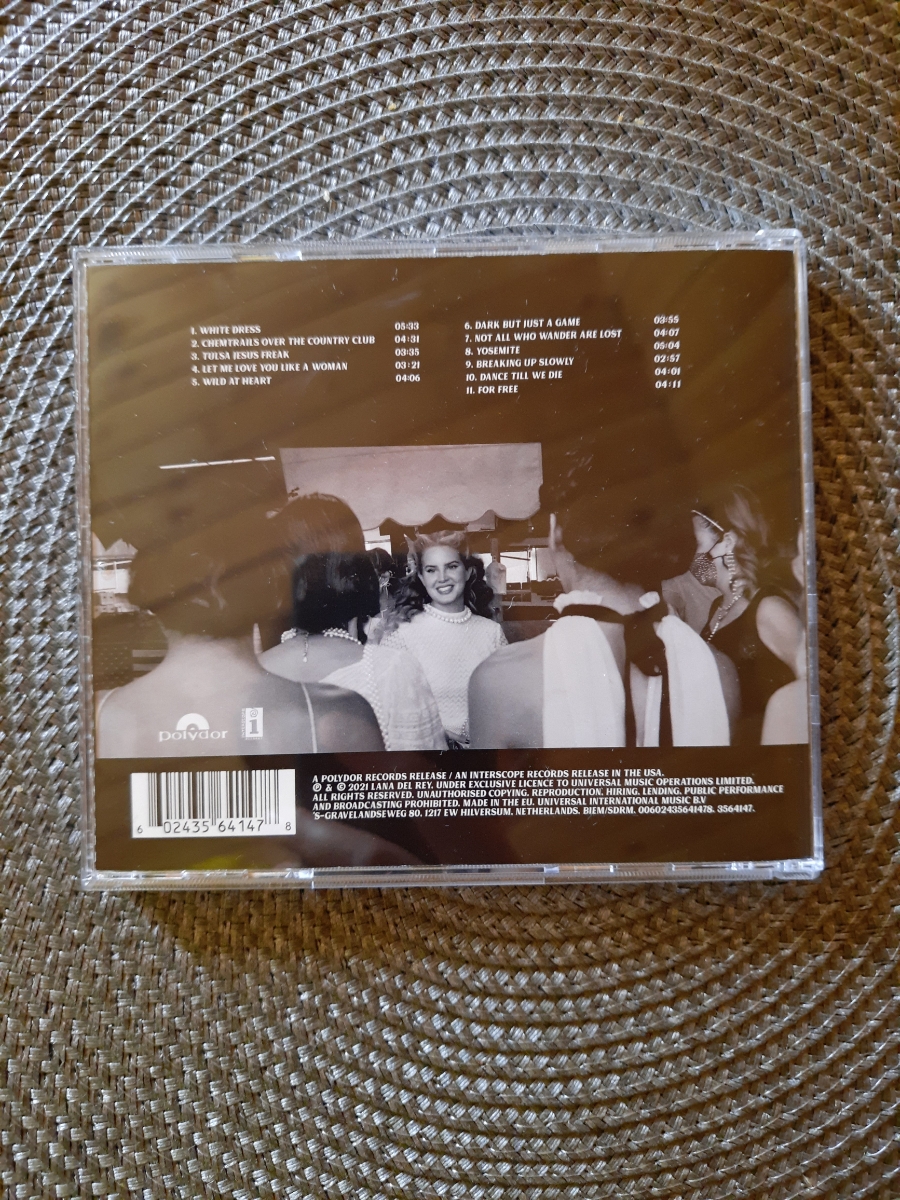 1. WHITE DRESS 05:33
2. CHEMTRAILS OVER THE COUNTRY CLUB 04:31
3. TULSA JESUS FREAK 03:35
4. LET ME LOVE YOU LIKE A WOMAN 03:21
5. WILD AT HEART 04:06
6. DARK BUT JUST A GAME 03:55
7. NOT ALL WHO WANDER ARE LOST 04:07
8. YOSEMITE 05:04
9. BREAKING UP SLOWLY 02:57
10. DANCE TILL WE DIE 04:01
11. FOR FREE 04:11
polydor
i
A POLYDOR RECORDS RELEASE / AN INTERSCOPE RECORDS RELEASE IN THE USA.
℗ & © 2021 LANA DEL REY. UNDER EXCLUSIVE LICENCE TO UNIVERSAL MUSIC OPERATIONS LIMITED.
ALL RIGHTS RESERVED. UNAUTHORISED COPYING. REPRODUCTION. HIRING. LENDING. PUBLIC PERFORMANCE
AND BROADCASTING PROHIBITED. MADE IN THE EU. UNIVERSAL INTERNATIONAL MUSIC B.V
'S-GRAVELANDSEWEG 80. 1217 EW HILVERSUM. NETHERLANDS. BIEM/SDRM. 00602435641478. 3564147.
6 02435 64147 8